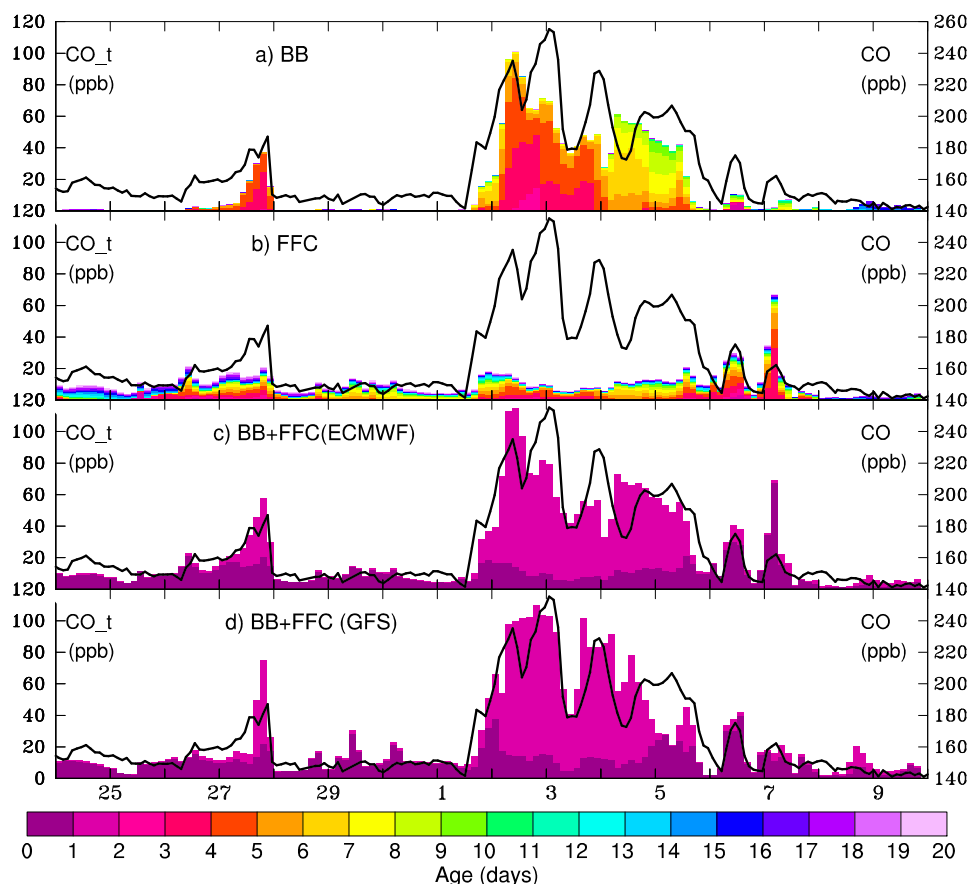 120 260
CO_t a) BB CO
100 240
(ppb) (ppb)
80 220
60 200
40 180
20 160
120 140
CO_t b) FFC CO
100 240
(ppb) (ppb)
80 220
60 200
40 180
20 160
120 140
CO_t c) BB+FFC(ECMWF) CO
100 240
(ppb) (ppb)
80 220
60 200
40 180
20 160
120 140
CO_t d) BB+FFC (GFS) CO
100 240
(ppb) (ppb)
80 220
60 200
40 180
20 160
0 140
25 27 29 1 3 5 7 9
0 1 2 3 4 5 6 7 8 9 10 11 12 13 14 15 16 17 18 19 20
Age (days)